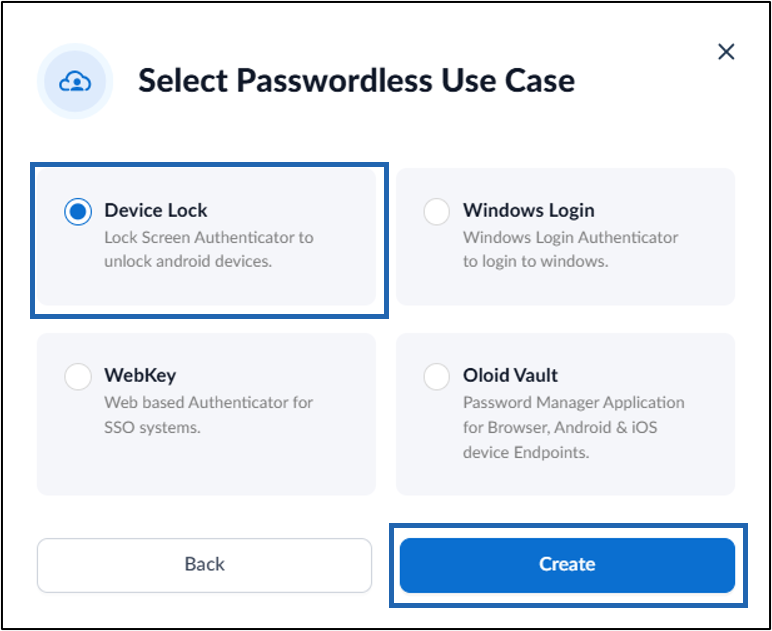 Select Passwordless Use Case
Device Lock
Lock Screen Authenticator to
unlock android devices.
Windows Login
Windows Login Authenticator
to login to windows.
WebKey
Web based Authenticator for
SSO systems.
Oloid Vault
Password Manager Application
for Browser, Android & iOS
device Endpoints.
Back
Create